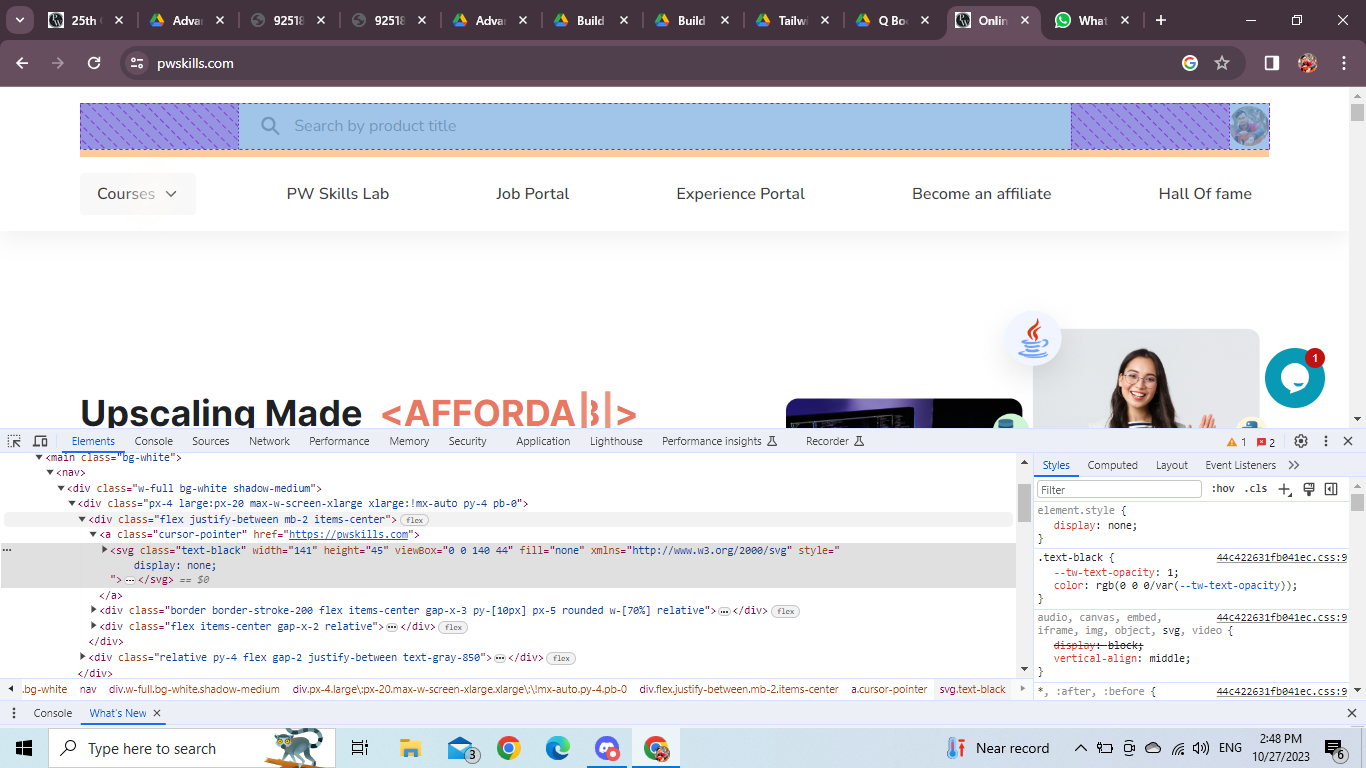 25th
Advan
92518
92518
Advan
Build
Build
Tailwi
Q Bo
Onlin
What
pwskills.com
Search by product title
Courses
PW Skills Lab
Job Portal
Experience Portal
Become an affiliate
Hall Of fame
Upscaling Made <AFFORDA
1
Elements Console Sources Network Performance Memory Security Application Lighthouse Performance insights Recorder 1 2
<main class="bg-white">
<nav>
<div class="w-full bg-white shadow-medium">
<div class="px-4 large:px-20 max-w-screen-xlarge xlarge:!mx-auto py-4 pb-0">
<div class="flex justify-between mb-2 items-center"> flex
<a class="cursor-pointer" href="https://pwskills.com">
<svg class="text-black" width="141" height="45" viewBox="0 0 140 44" fill="none" xmlns="http://www.w3.org/2000/svg" style="
display: none;
">…</svg> == $0
</a>
<div class="border border-stroke-200 flex items-center gap-x-3 py-[10px] px-5 rounded w-[70%] relative">…</div> flex
<div class="flex items-center gap-x-2 relative">…</div> flex
</div>
<div class="relative py-4 flex gap-2 justify-between text-gray-850">…</div> flex
</div>
.bg-white nav div.w-full.bg-white.shadow-medium div.px-4.large\:px-20.max-w-screen-xlarge.xlarge\:\!mx-auto.py-4.pb-0 div.flex.justify-between.mb-2.items-center a.cursor-pointer svg.text-black
Styles Computed Layout Event Listeners
Filter :hov .cls
element.style {
display: none;
}
.text-black { 44c422631fb041ec.css:9
--tw-text-opacity: 1;
color: rgb(0 0 0/var(--tw-text-opacity));
}
audio, canvas, embed, 44c422631fb041ec.css:9
iframe, img, object, svg, video {
display: block;
vertical-align: middle;
}
*, :after, :before { 44c422631fb041ec.css:9
Console What's New
Type here to search
3
Near record
ENG
2:48 PM
10/27/2023
6